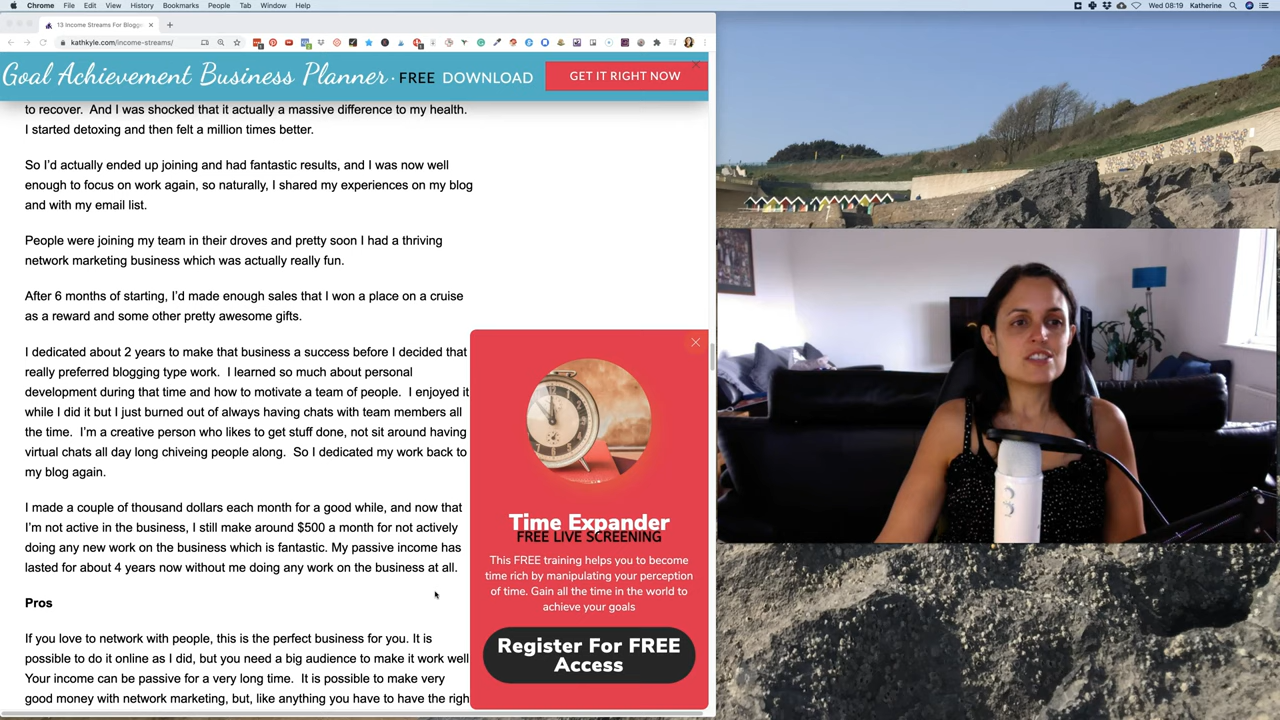 Chrome File Edit View History Bookmarks People Tab Window Help
Wed 08:19 Katherine
13 Income Streams For Blogge
kathkyle.com/income-streams/
Goal Achievement Business Planner · FREE DOWNLOAD
GET IT RIGHT NOW
to recover. And I was shocked that it actually a massive difference to my health.
I started detoxing and then felt a million times better.
So I'd actually ended up joining and had fantastic results, and I was now well
enough to focus on work again, so naturally, I shared my experiences on my blog
and with my email list.
People were joining my team in their droves and pretty soon I had a thriving
network marketing business which was actually really fun.
After 6 months of starting, I'd made enough sales that I won a place on a cruise
as a reward and some other pretty awesome gifts.
I dedicated about 2 years to make that business a success before I decided that
really preferred blogging type work. I learned so much about personal
development during that time and how to motivate a team of people. I enjoyed it
while I did it but I just burned out of always having chats with team members all
the time. I'm a creative person who likes to get stuff done, not sit around having
virtual chats all day long chiveing people along. So I dedicated my work back to
my blog again.
I made a couple of thousand dollars each month for a good while, and now that
I'm not active in the business, I still make around $500 a month for not actively
doing any new work on the business which is fantastic. My passive income has
lasted for about 4 years now without me doing any work on the business at all.
Pros
If you love to network with people, this is the perfect business for you. It is
possible to do it online as I did, but you need a big audience to make it work well
Your income can be passive for a very long time. It is possible to make very
good money with network marketing, but, like anything you have to have the righ
Time Expander
FREE LIVE SCREENING
This FREE training helps you to become
time rich by manipulating your perception
of time. Gain all the time in the world to
achieve your goals
Register For FREE
Access